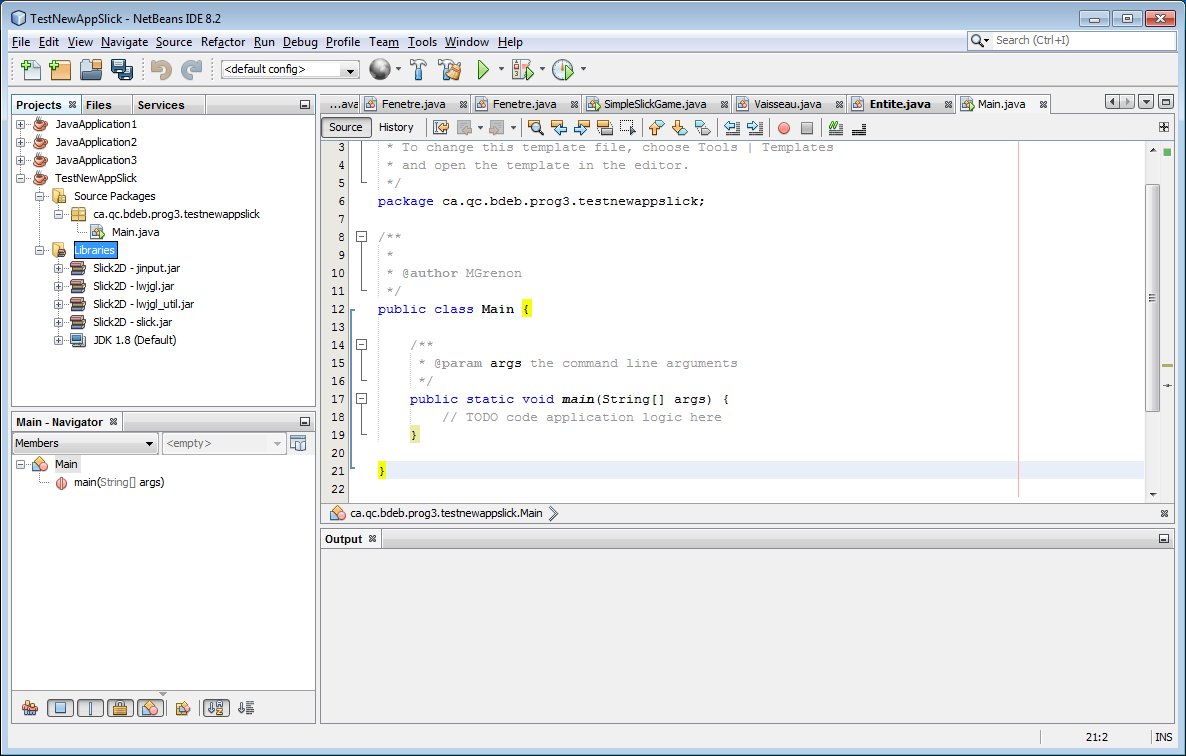 TestNewAppSlick - NetBeans IDE 8.2
File Edit View Navigate Source Refactor Run Debug Profile Team Tools Window Help
Search (Ctrl+I)
<default config>
Projects Files Services
JavaApplication1
JavaApplication2
JavaApplication3
TestNewAppSlick
Source Packages
ca.qc.bdeb.prog3.testnewappslick
Main.java
Libraries
Slick2D - jinput.jar
Slick2D - lwjgl.jar
Slick2D - lwjgl_util.jar
Slick2D - slick.jar
JDK 1.8 (Default)
Main - Navigator
Members <empty>
Main
main(String[] args)
...ava Fenetre.java Fenetre.java SimpleSlickGame.java Vaisseau.java Entite.java Main.java
Source History
3 * To change this template file, choose Tools | Templates
4 * and open the template in the editor.
5 */
6 package ca.qc.bdeb.prog3.testnewappslick;
7
8 /**
9 *
10 * @author MGrenon
11 */
12 public class Main {
13
14 /**
15 * @param args the command line arguments
16 */
17 public static void main(String[] args) {
18 // TODO code application logic here
19 }
20
21 }
22
ca.qc.bdeb.prog3.testnewappslick.Main
Output
21:2 INS